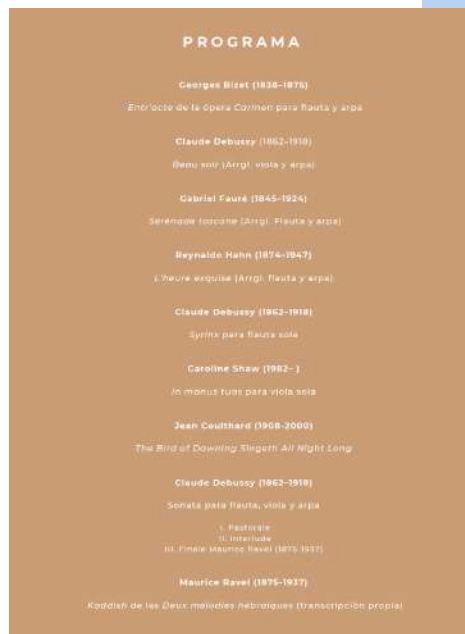 PROGRAMA
Georges Bizet (1838-1875)
Entr'acte de la ópera Carmen para flauta y arpa
Claude Debussy (1862-1918)
Beau soir (Arrgl. viola y arpa)
Gabriel Fauré (1845-1924)
Sérénade toscane (Arrgl. Flauta y arpa)
Reynaldo Hahn (1874-1947)
L'heure exquise (Arrgl. flauta y arpa)
Claude Debussy (1862-1918)
Syrinx para flauta sola
Caroline Shaw (1982- )
In manus tuas para viola sola
Jean Coulthard (1908-2000)
The Bird of Dawning Singeth All Night Long
Claude Debussy (1862-1918)
Sonata para flauta, viola y arpa
I. Pastorale
II. Interlude
III. Finale Maurice Ravel (1875-1937)
Maurice Ravel (1875-1937)
Kaddish de las Deux mélodies hébraïques (transcripción propia)